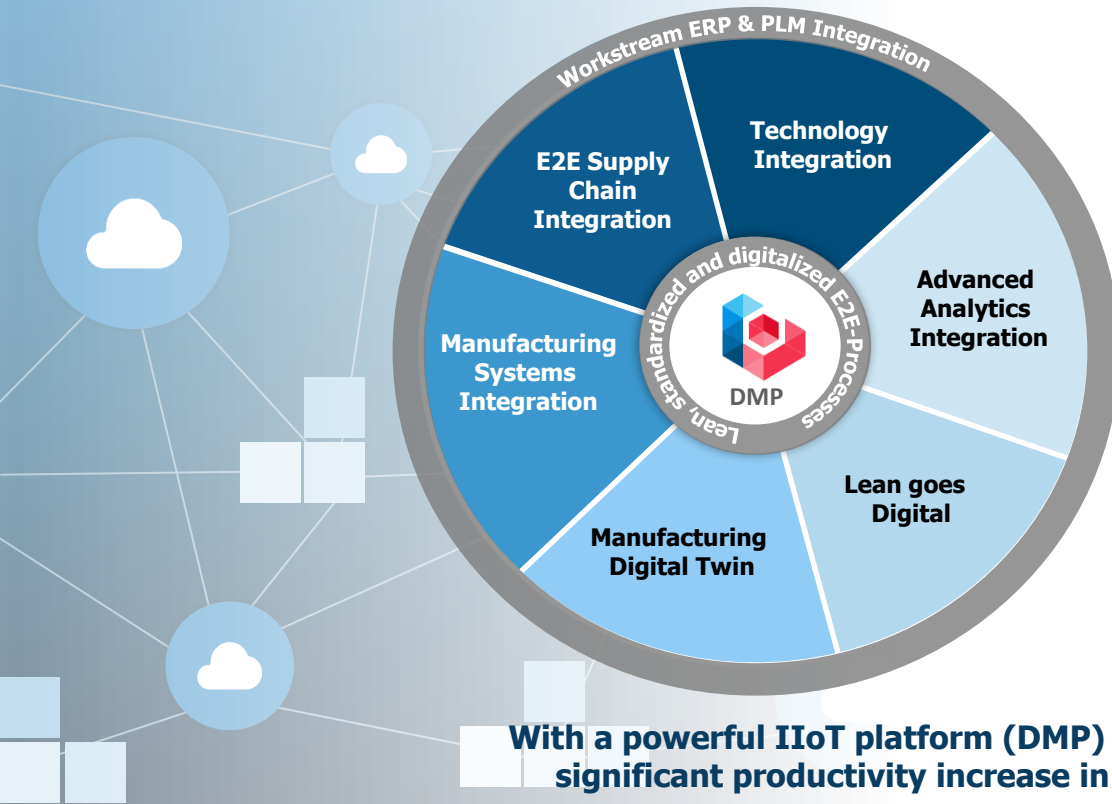 Workstream ERP & PLM Integration
Technology
Integration
E2E Supply
Chain
Integration
Advanced
Analytics
Integration
Lean, standardized and digitalized E2E-Processes
DMP
Manufacturing
Systems
Integration
Lean goes
Digital
Manufacturing
Digital Twin
With a powerful IIoT platform (DMP)
significant productivity increase in